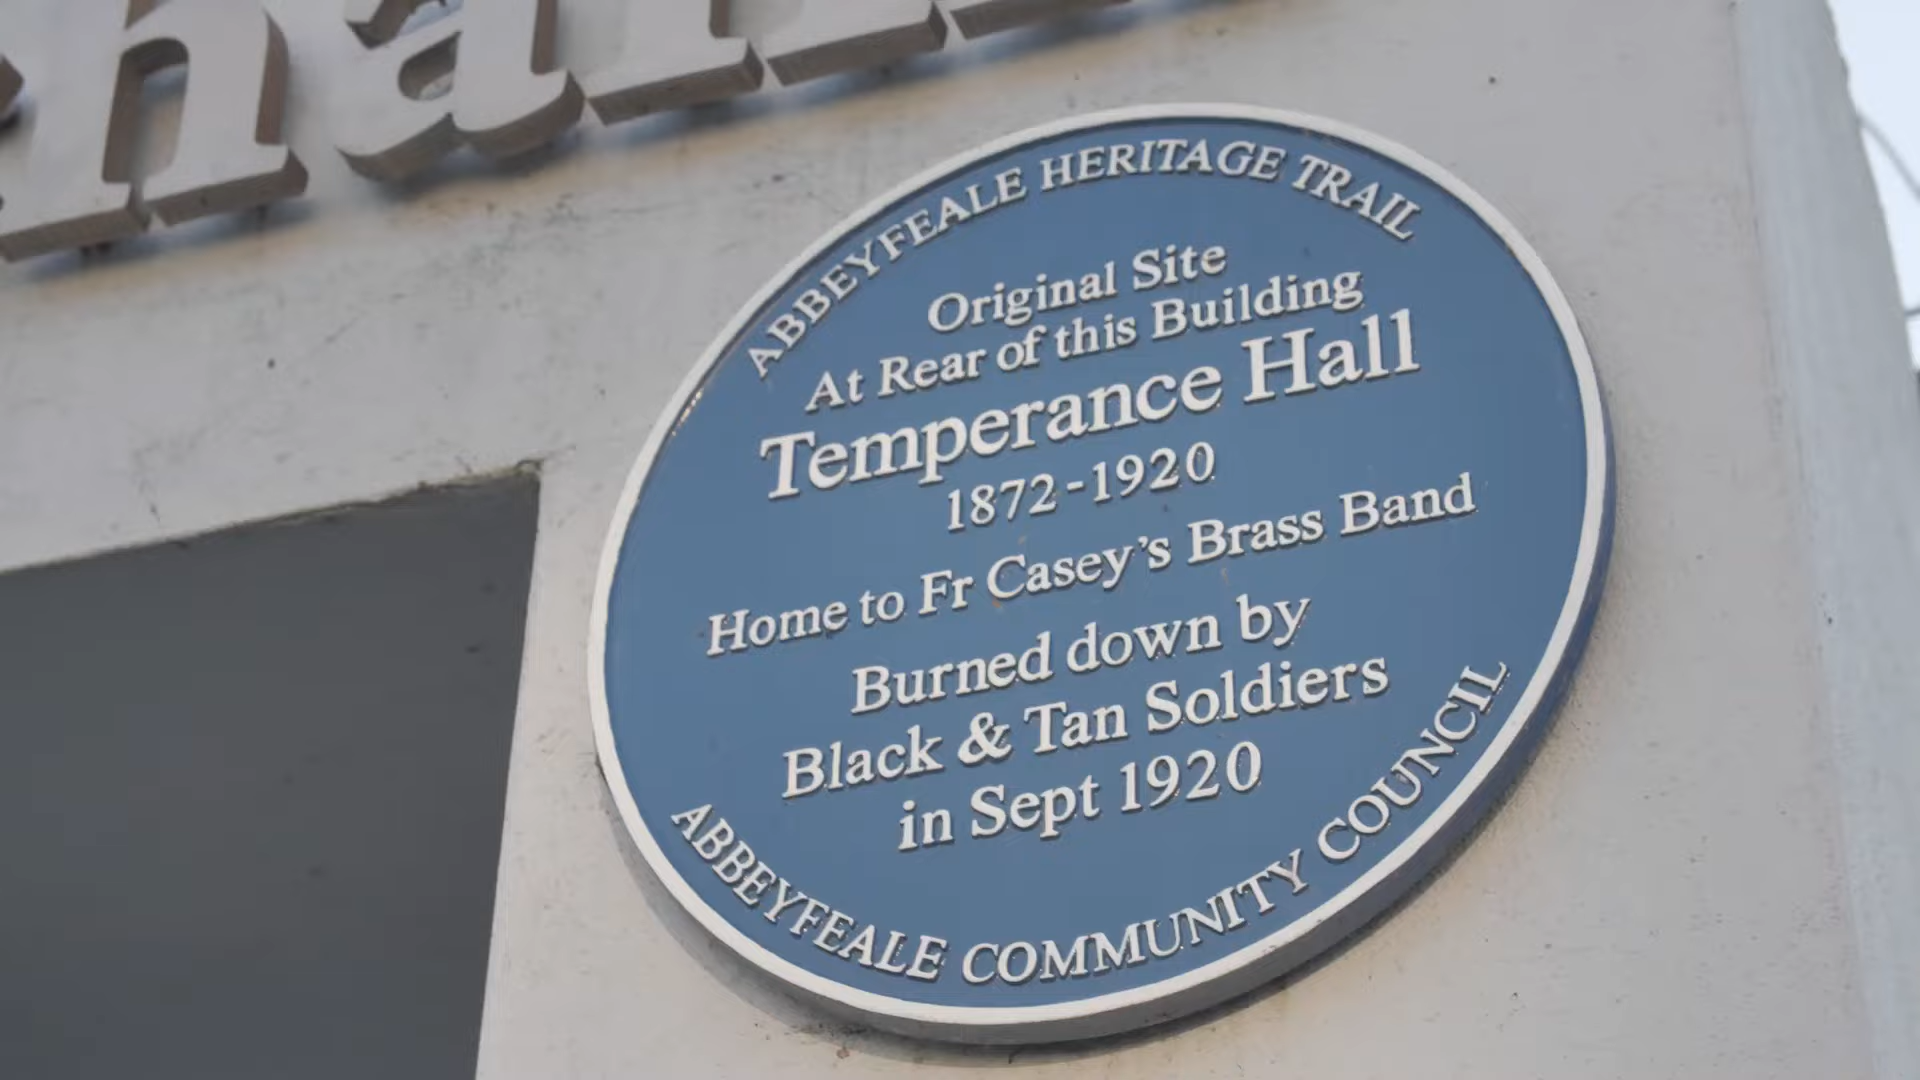 hall
ABBEYFEALE HERITAGE TRAIL
Original Site
At Rear of this Building
Temperance Hall
1872-1920
Home to Fr Casey's Brass Band
Burned down by
Black & Tan Soldiers
in Sept 1920
ABBEYFEALE COMMUNITY COUNCIL